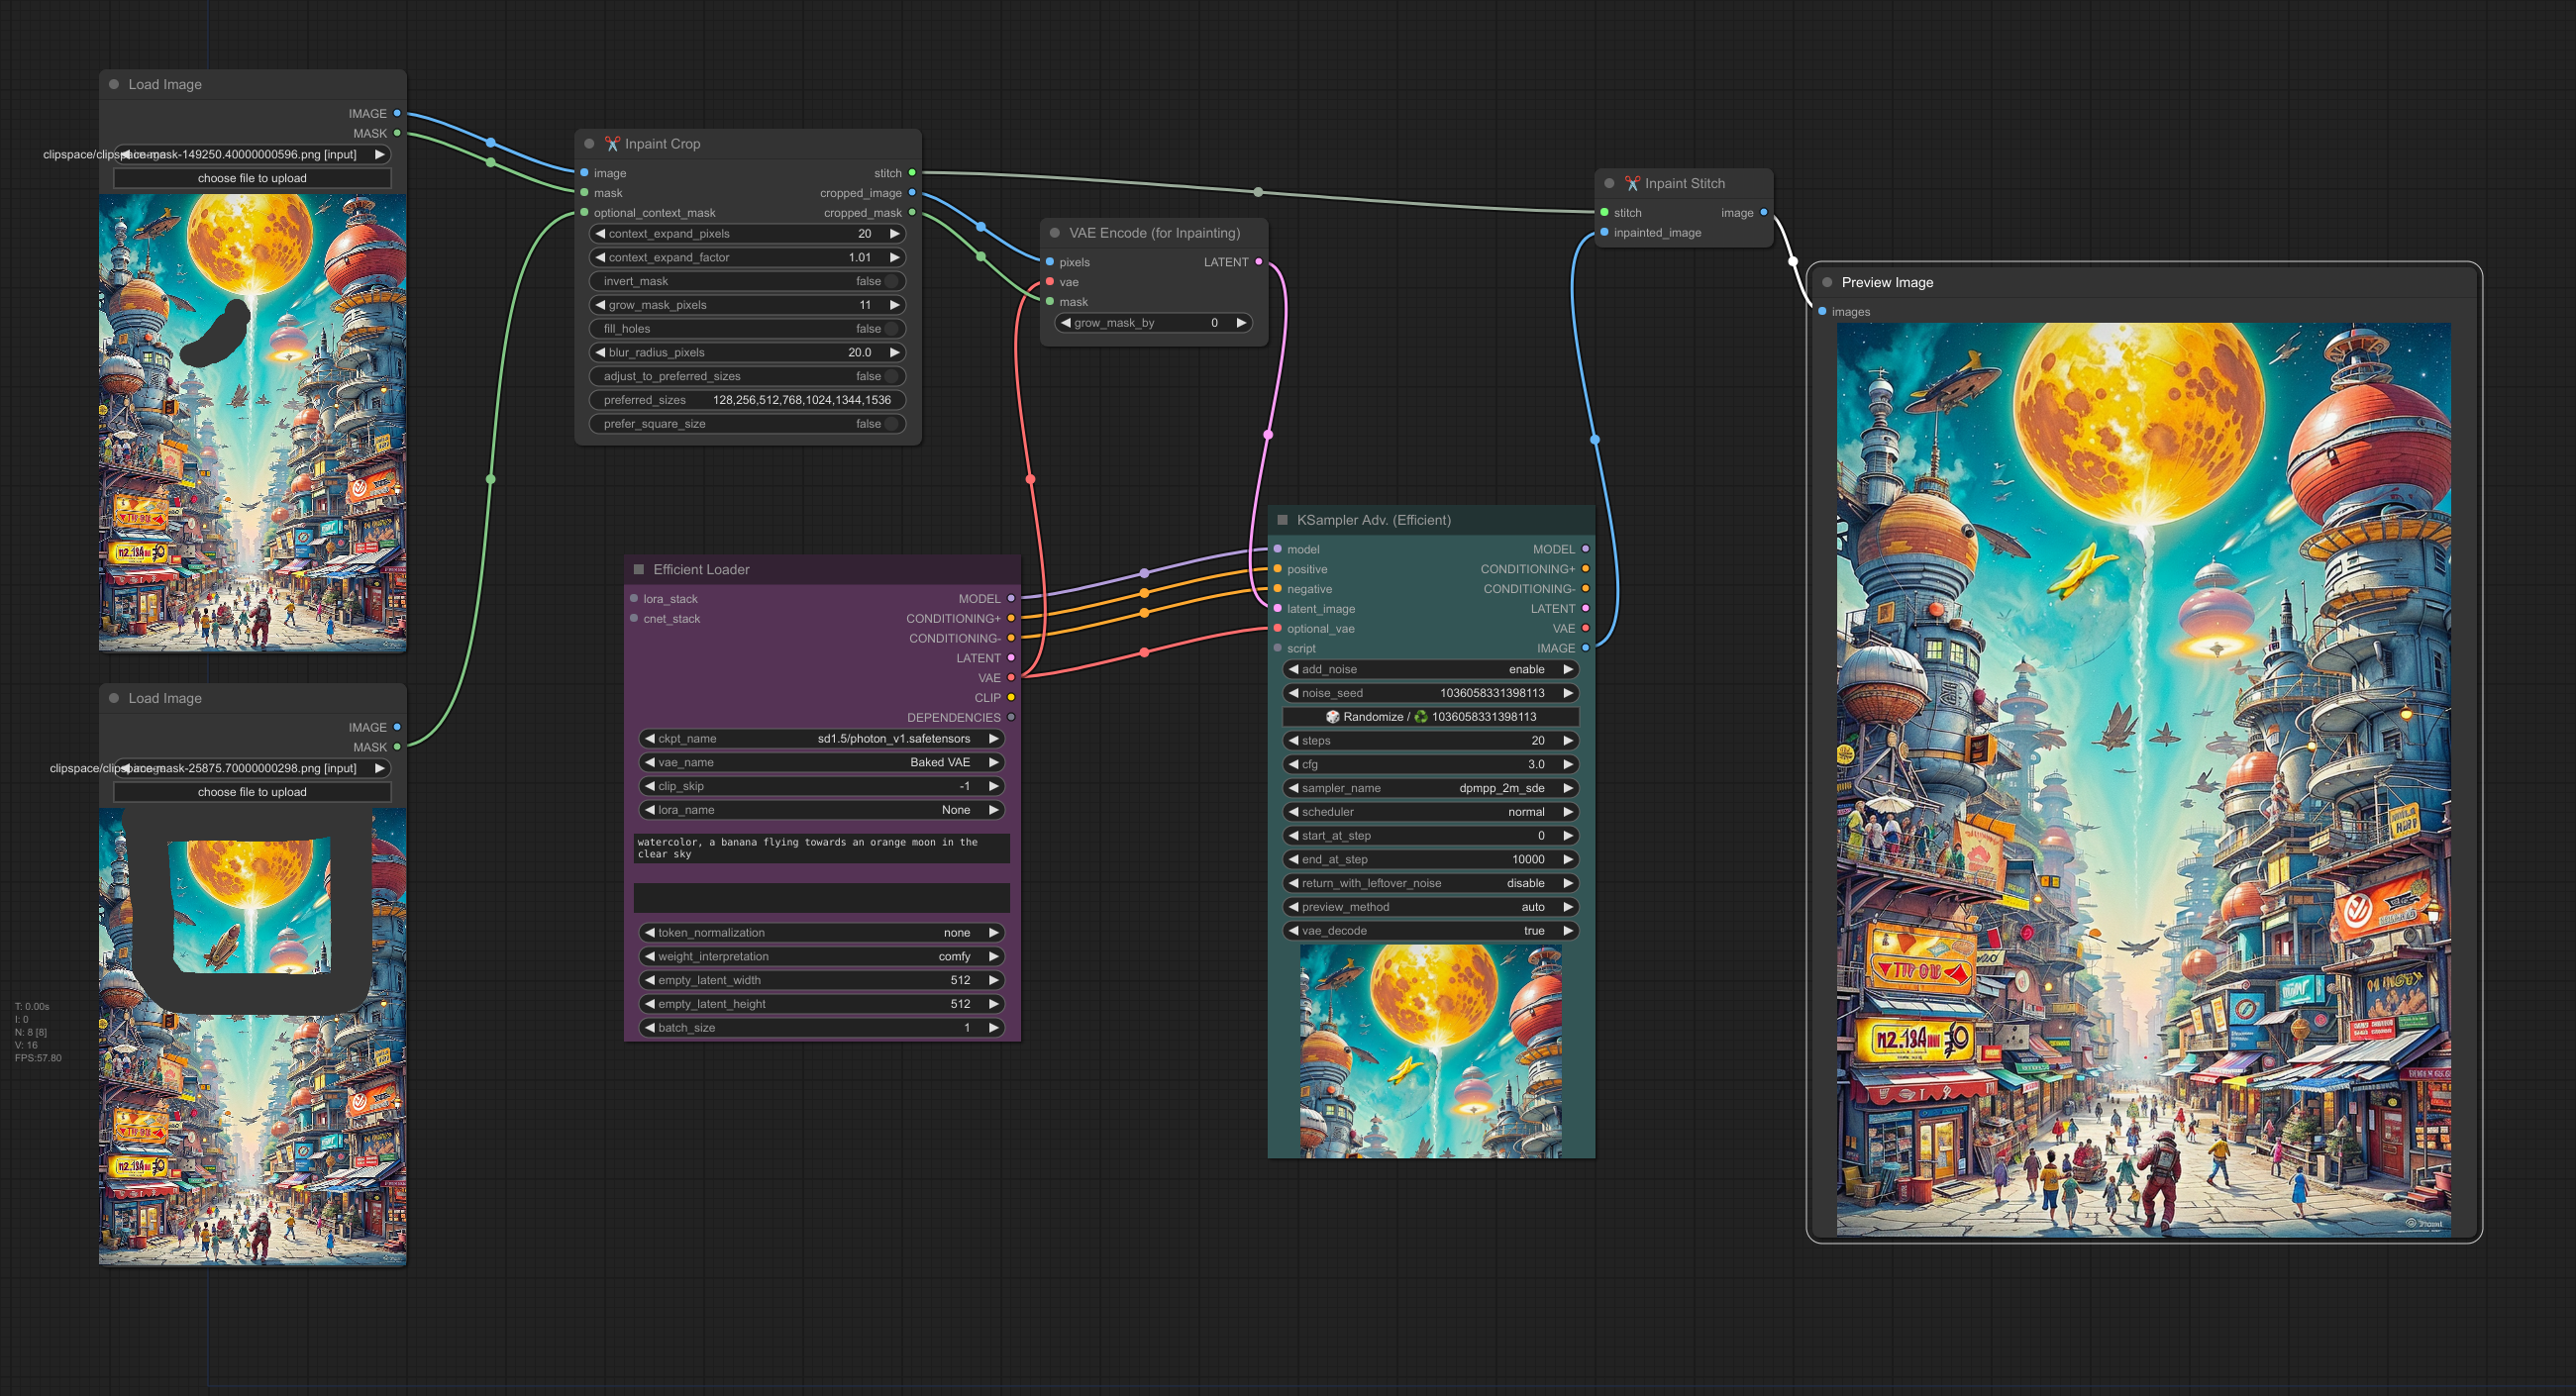 Load Image
IMAGE
MASK
clipspace/clipspace-mask-149250.40000000596.png [input]
choose file to upload
✂️ Inpaint Crop
image stitch
mask cropped_image
optional_context_mask cropped_mask
context_expand_pixels 20
context_expand_factor 1.01
invert_mask false
grow_mask_pixels 11
fill_holes false
blur_radius_pixels 20.0
adjust_to_preferred_sizes false
preferred_sizes 128,256,512,768,1024,1344,1536
prefer_square_size false
VAE Encode (for Inpainting)
pixels LATENT
vae
mask
grow_mask_by 0
✂️ Inpaint Stitch
stitch image
inpainted_image
Preview Image
images
Load Image
IMAGE
MASK
clipspace/clipspace-mask-25875.70000000298.png [input]
choose file to upload
Efficient Loader
lora_stack MODEL
cnet_stack CONDITIONING+
CONDITIONING-
LATENT
VAE
CLIP
DEPENDENCIES
ckpt_name sd1.5/photon_v1.safetensors
vae_name Baked VAE
clip_skip -1
lora_name None
watercolor, a banana flying towards an orange moon in the
clear sky
token_normalization none
weight_interpretation comfy
empty_latent_width 512
empty_latent_height 512
batch_size 1
KSampler Adv. (Efficient)
model MODEL
positive CONDITIONING+
negative CONDITIONING-
latent_image LATENT
optional_vae VAE
script IMAGE
add_noise enable
noise_seed 1036058331398113
🎲 Randomize / ♻️ 1036058331398113
steps 20
cfg 3.0
sampler_name dpmpp_2m_sde
scheduler normal
start_at_step 0
end_at_step 10000
return_with_leftover_noise disable
preview_method auto
vae_decode true
T: 0.00s
I: 0
N: 8 [8]
V: 16
FPS:57.80